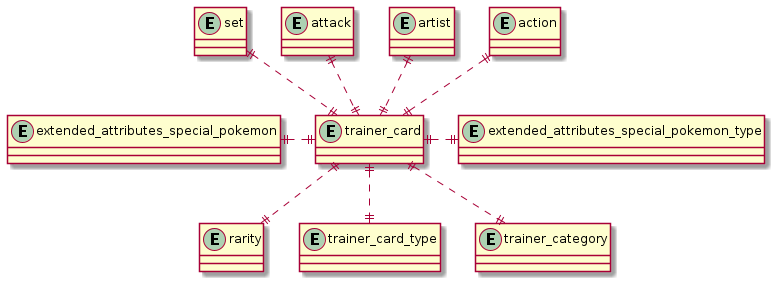 E set
E attack
E artist
E action
E extended_attributes_special_pokemon
E trainer_card
E extended_attributes_special_pokemon_type
E rarity
E trainer_card_type
E trainer_category